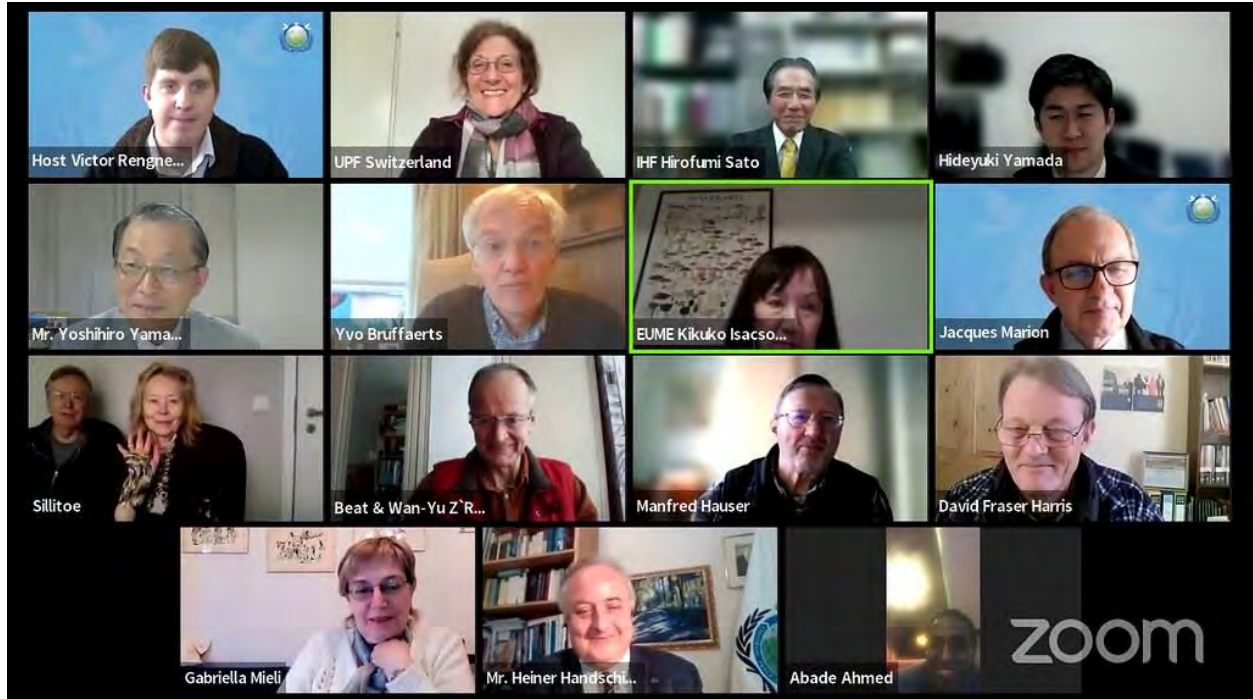 Host Victor Rengne...
UPF Switzerland
IHF Hirofumi Sato
Hideyuki Yamada
Mr. Yoshihiro Yama...
Yvo Bruffaerts
EUME Kikuko Isacso...
Jacques Marion
Sillitoe
Beat & Wan-Yu Z`R...
Manfred Hauser
David Fraser Harris
Gabriella Mieli
Mr. Heiner Handschi...
Abade Ahmed
zoom